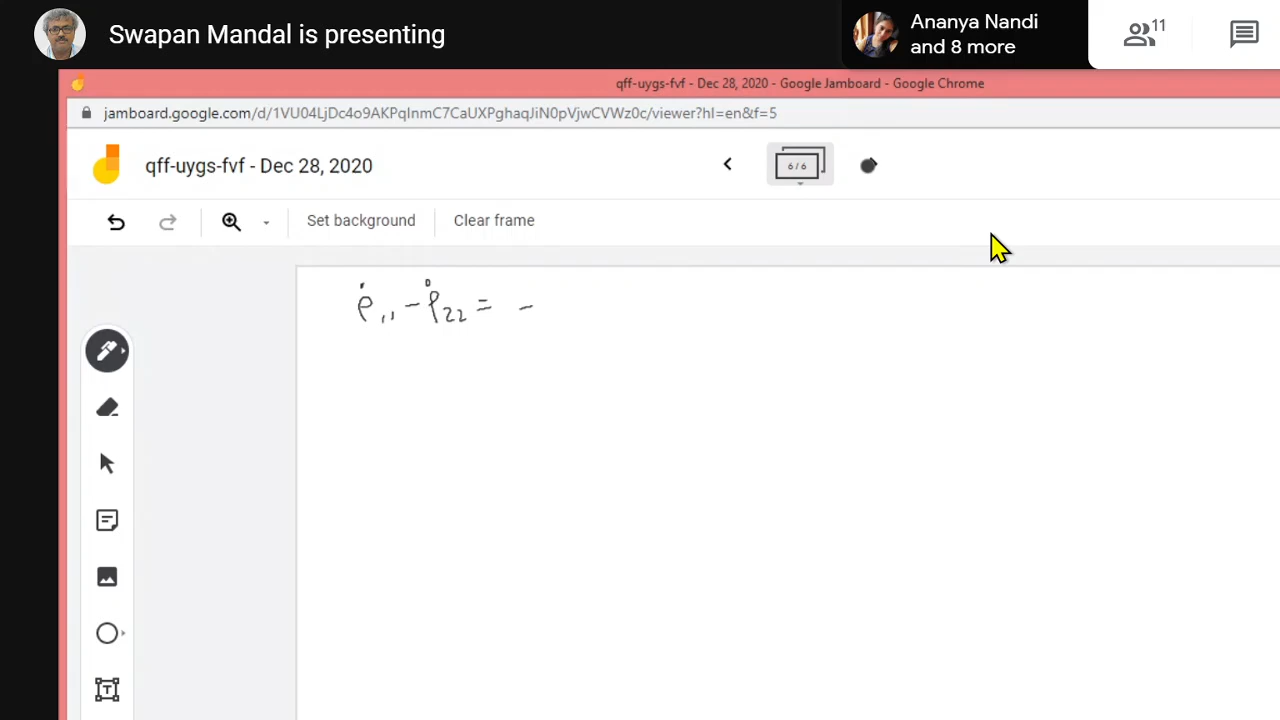 Swapan Mandal is presenting
Ananya Nandi
and 8 more
11
qff-uygs-fvf - Dec 28, 2020 - Google Jamboard - Google Chrome
jamboard.google.com/d/1VU04LjDc4o9AKPqInmC7CaUXPghaqJiN0pVjwCVWz0c/viewer?hl=en&f=5
qff-uygs-fvf - Dec 28, 2020
6 / 6
Set background
Clear frame
ρ̇₁₁ - ρ̇₂₂ = -